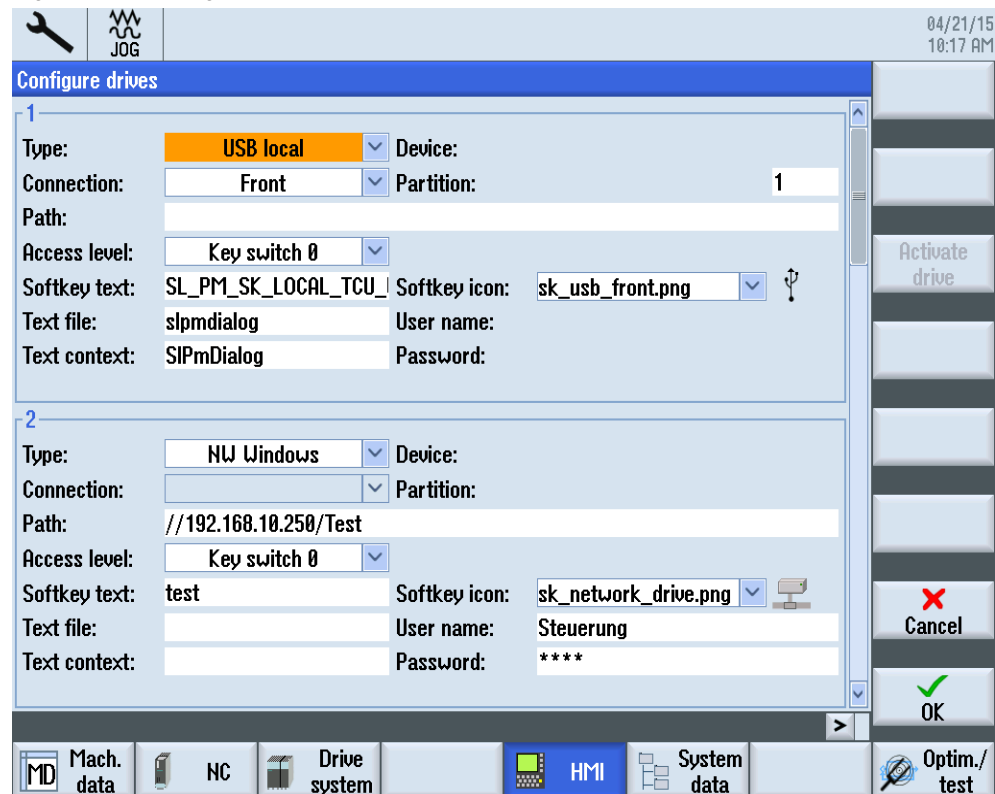 04/21/15
JOG
10:17 AM
Configure drives
1
Type: USB local Device:
Connection: Front Partition: 1
Path:
Access level: Key switch 0
Activate
drive
Softkey text: SL_PM_SK_LOCAL_TCU_ Softkey icon: sk_usb_front.png
Text file: slpmdialog User name:
Text context: SlPmDialog Password:
2
Type: NW Windows Device:
Connection: Partition:
Path: //192.168.10.250/Test
Access level: Key switch 0
Softkey text: test Softkey icon: sk_network_drive.png
Text file: User name: Steuerung
Text context: Password: ****
Cancel
OK
>
MD Mach.
data
NC
Drive
system
HMI
System
data
Optim./
test